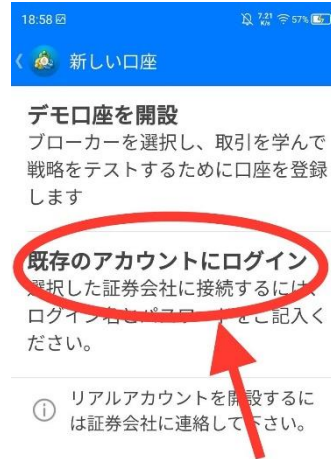 18:58 7.21 K/s 57%
新しい口座
デモ口座を開設
ブローカーを選択し、取引を学んで
戦略をテストするために口座を登録
します
既存のアカウントにログイン
選択した証券会社に接続するには、
ログイン名とパスワードをご記入く
ださい。
リアルアカウントを開設するに
は証券会社に連絡して下さい。